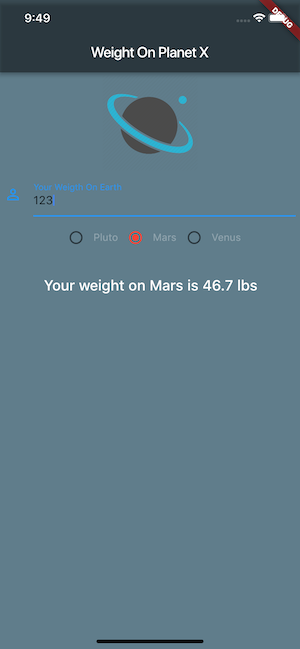 9:49
DEBUG
Weight On Planet X
Your Weigth On Earth
123
Pluto Mars Venus
Your weight on Mars is 46.7 lbs